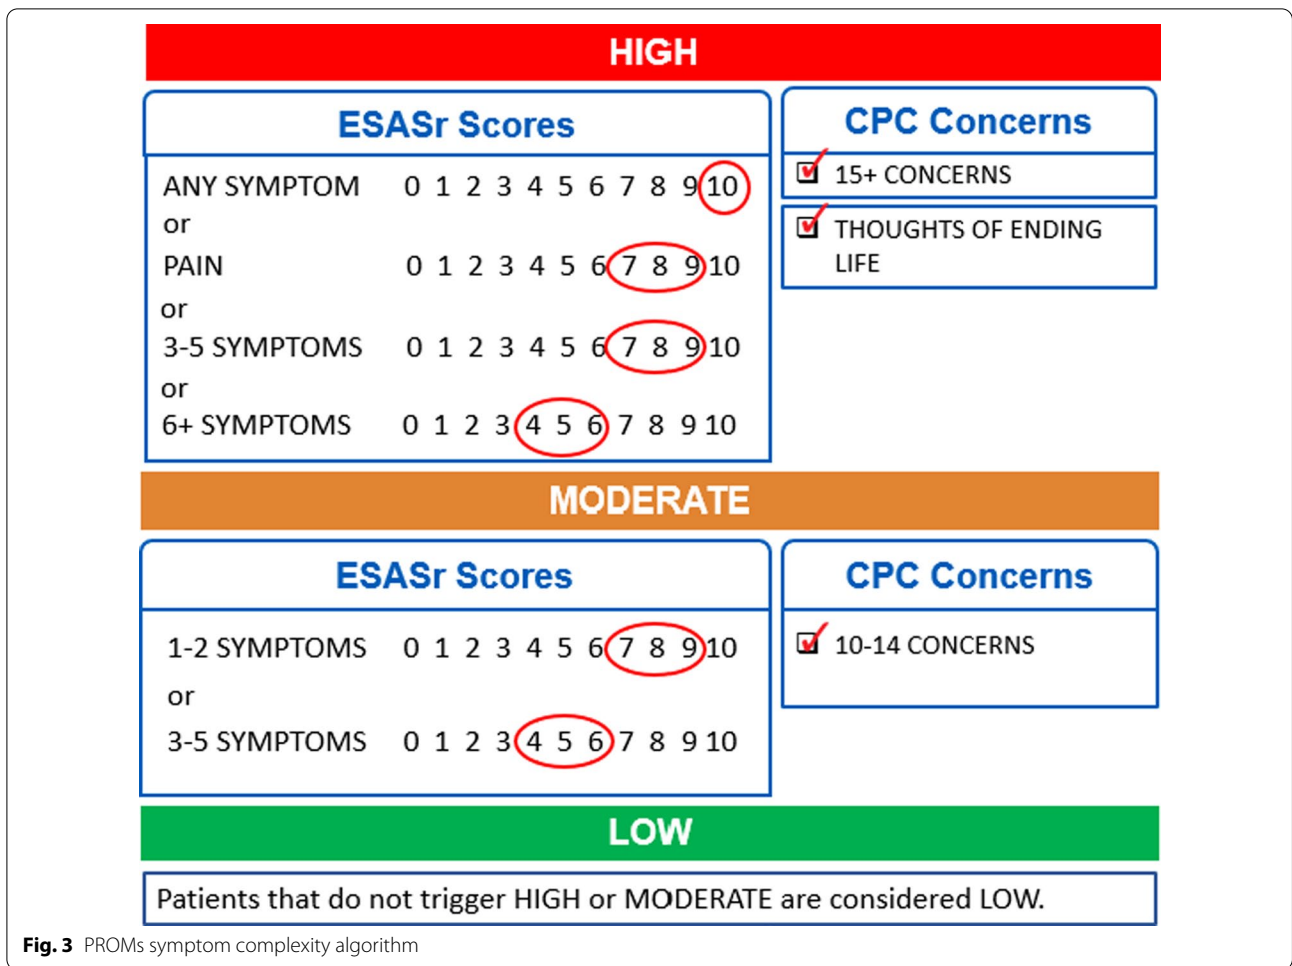 HIGH
ESASr Scores
ANY SYMPTOM 0 1 2 3 4 5 6 7 8 9 10
or
PAIN 0 1 2 3 4 5 6 7 8 9 10
or
3-5 SYMPTOMS 0 1 2 3 4 5 6 7 8 9 10
or
6+ SYMPTOMS 0 1 2 3 4 5 6 7 8 9 10
CPC Concerns
15+ CONCERNS
THOUGHTS OF ENDING
LIFE
MODERATE
ESASr Scores
1-2 SYMPTOMS 0 1 2 3 4 5 6 7 8 9 10
or
3-5 SYMPTOMS 0 1 2 3 4 5 6 7 8 9 10
CPC Concerns
10-14 CONCERNS
LOW
Patients that do not trigger HIGH or MODERATE are considered LOW.
Fig. 3 PROMs symptom complexity algorithm